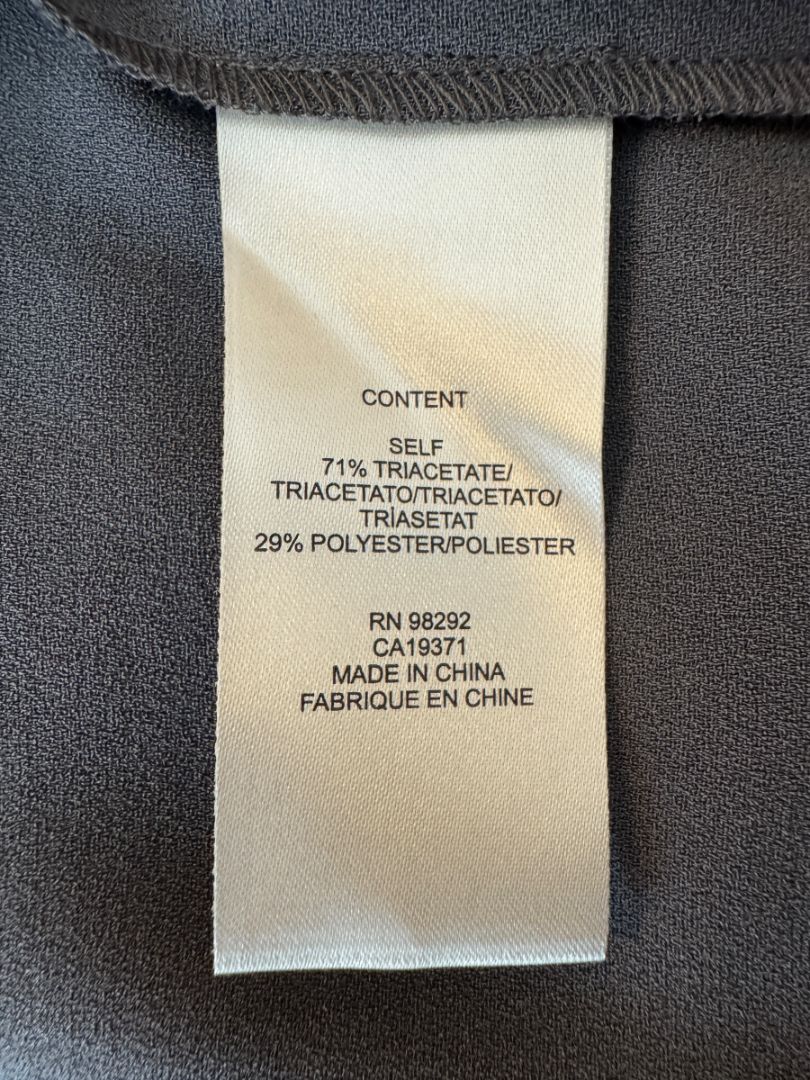 CONTENT
SELF
71% TRIACETATE/
TRIACETATO/TRIACETATO/
TRİASETAT
29% POLYESTER/POLIESTER
RN 98292
CA19371
MADE IN CHINA
FABRIQUE EN CHINE